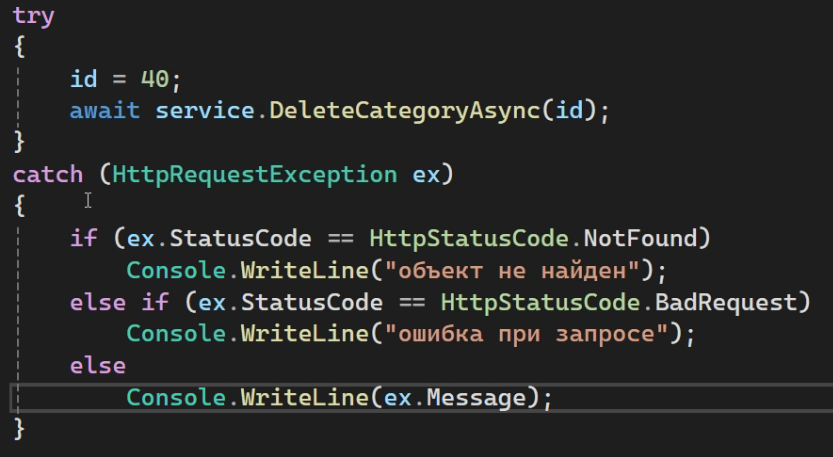 try
{
    id = 40;
    await service.DeleteCategoryAsync(id);
}
catch (HttpRequestException ex)
{
    if (ex.StatusCode == HttpStatusCode.NotFound)
        Console.WriteLine("объект не найден");
    else if (ex.StatusCode == HttpStatusCode.BadRequest)
        Console.WriteLine("ошибка при запросе");
    else
        Console.WriteLine(ex.Message);
}